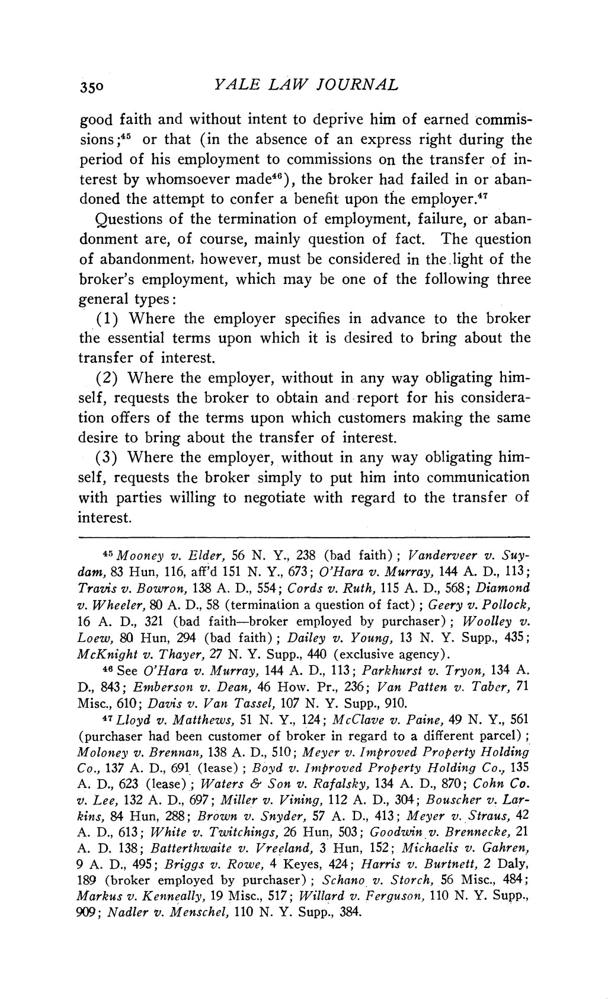 350 YALE LAW JOURNAL
good faith and without intent to deprive him of earned commis-
sions;⁴⁵ or that (in the absence of an express right during the
period of his employment to commissions on the transfer of in-
terest by whomsoever made⁴⁶), the broker had failed in or aban-
doned the attempt to confer a benefit upon the employer.⁴⁷
Questions of the termination of employment, failure, or aban-
donment are, of course, mainly question of fact. The question
of abandonment, however, must be considered in the light of the
broker's employment, which may be one of the following three
general types:
(1) Where the employer specifies in advance to the broker
the essential terms upon which it is desired to bring about the
transfer of interest.
(2) Where the employer, without in any way obligating him-
self, requests the broker to obtain and report for his considera-
tion offers of the terms upon which customers making the same
desire to bring about the transfer of interest.
(3) Where the employer, without in any way obligating him-
self, requests the broker simply to put him into communication
with parties willing to negotiate with regard to the transfer of
interest.
⁴⁵ Mooney v. Elder, 56 N. Y., 238 (bad faith); Vanderveer v. Suy-
dam, 83 Hun, 116, aff'd 151 N. Y., 673; O'Hara v. Murray, 144 A. D., 113;
Travis v. Bowron, 138 A. D., 554; Cords v. Ruth, 115 A. D., 568; Diamond
v. Wheeler, 80 A. D., 58 (termination a question of fact); Geery v. Pollock,
16 A. D., 321 (bad faith—broker employed by purchaser); Woolley v.
Loew, 80 Hun, 294 (bad faith); Dailey v. Young, 13 N. Y. Supp., 435;
McKnight v. Thayer, 27 N. Y. Supp., 440 (exclusive agency).
⁴⁶ See O'Hara v. Murray, 144 A. D., 113; Parkhurst v. Tryon, 134 A.
D., 843; Emberson v. Dean, 46 How. Pr., 236; Van Patten v. Taber, 71
Misc., 610; Davis v. Van Tassel, 107 N. Y. Supp., 910.
⁴⁷ Lloyd v. Matthews, 51 N. Y., 124; McClave v. Paine, 49 N. Y., 561
(purchaser had been customer of broker in regard to a different parcel);
Moloney v. Brennan, 138 A. D., 510; Meyer v. Improved Property Holding
Co., 137 A. D., 691 (lease); Boyd v. Improved Property Holding Co., 135
A. D., 623 (lease); Waters & Son v. Rafalsky, 134 A. D., 870; Cohn Co.
v. Lee, 132 A. D., 697; Miller v. Vining, 112 A. D., 304; Bouscher v. Lar-
kins, 84 Hun, 288; Brown v. Snyder, 57 A. D., 413; Meyer v. Straus, 42
A. D., 613; White v. Twitchings, 26 Hun, 503; Goodwin v. Brennecke, 21
A. D. 138; Batterthwaite v. Vreeland, 3 Hun, 152; Michaelis v. Gahren,
9 A. D., 495; Briggs v. Rowe, 4 Keyes, 424; Harris v. Burtnett, 2 Daly,
189 (broker employed by purchaser); Schano v. Storch, 56 Misc., 484;
Markus v. Kenneally, 19 Misc., 517; Willard v. Ferguson, 110 N. Y. Supp.,
909; Nadler v. Menschel, 110 N. Y. Supp., 384.